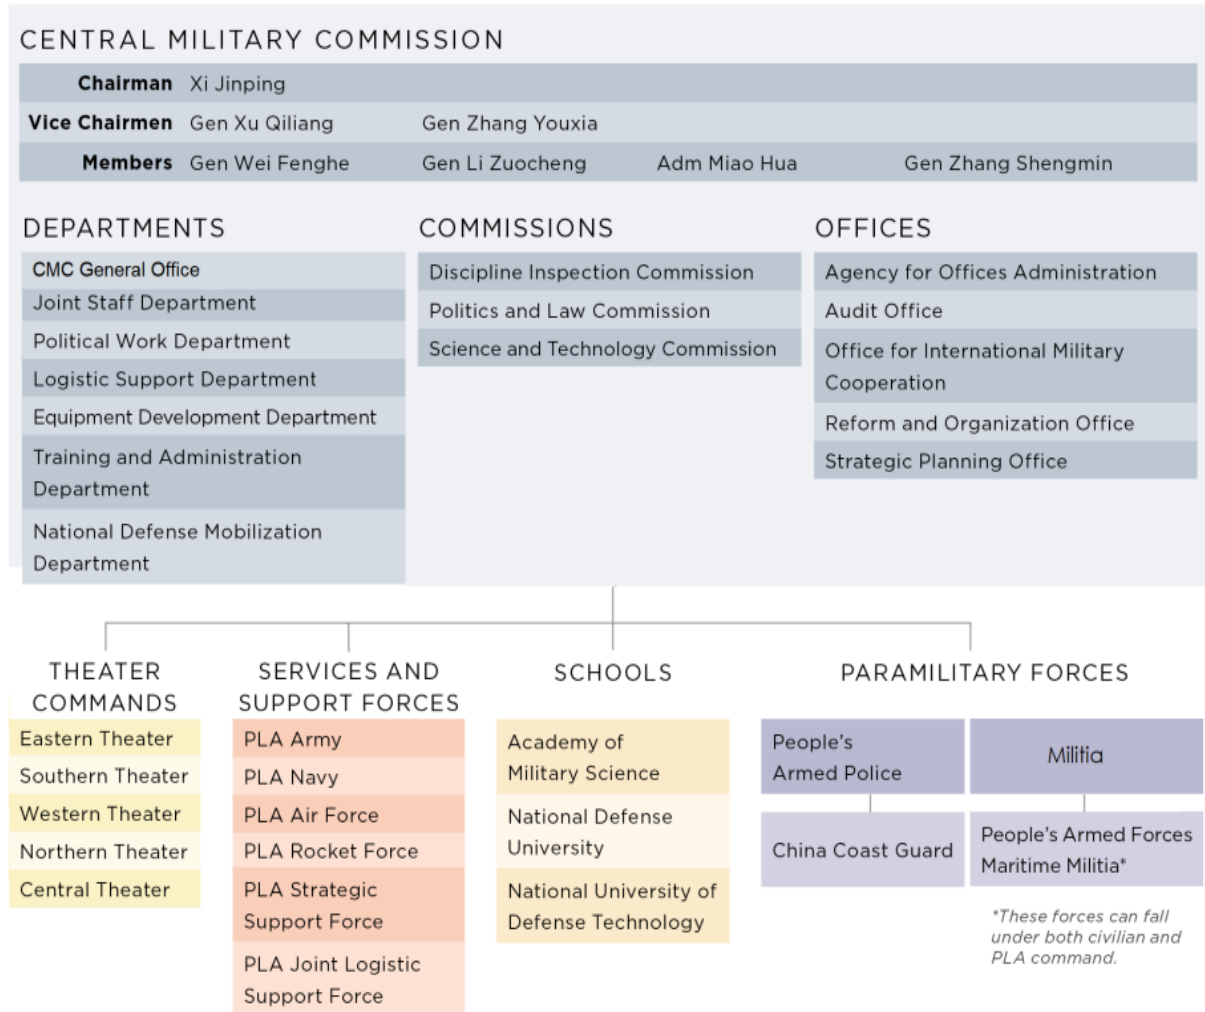 CENTRAL MILITARY COMMISSION
Chairman Xi Jinping
Vice Chairmen Gen Xu Qiliang Gen Zhang Youxia
Members Gen Wei Fenghe Gen Li Zuocheng Adm Miao Hua Gen Zhang Shengmin
DEPARTMENTS
CMC General Office
Joint Staff Department
Political Work Department
Logistic Support Department
Equipment Development Department
Training and Administration
Department
National Defense Mobilization
Department
COMMISSIONS
Discipline Inspection Commission
Politics and Law Commission
Science and Technology Commission
OFFICES
Agency for Offices Administration
Audit Office
Office for International Military
Cooperation
Reform and Organization Office
Strategic Planning Office
THEATER
COMMANDS
Eastern Theater
Southern Theater
Western Theater
Northern Theater
Central Theater
SERVICES AND
SUPPORT FORCES
PLA Army
PLA Navy
PLA Air Force
PLA Rocket Force
PLA Strategic
Support Force
PLA Joint Logistic
Support Force
SCHOOLS
Academy of
Military Science
National Defense
University
National University of
Defense Technology
PARAMILITARY FORCES
People's
Armed Police
China Coast Guard
Militia
People's Armed Forces
Maritime Militia*
*These forces can fall
under both civilian and
PLA command.